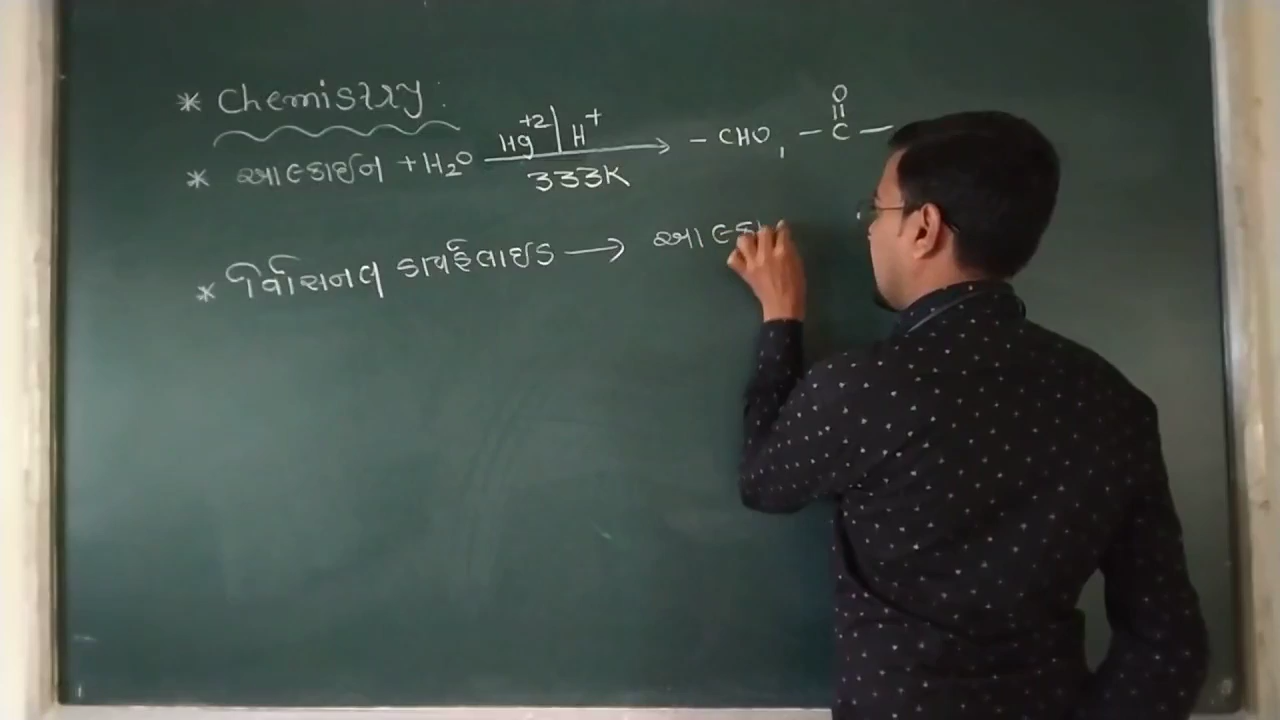 * Chemistry:
* આલ્કાઈન + H₂O Hg⁺²|H⁺ 333K → – CHO, – C(=O) –
* વિસિનલ ડાયહેલાઇડ → આલ્કા